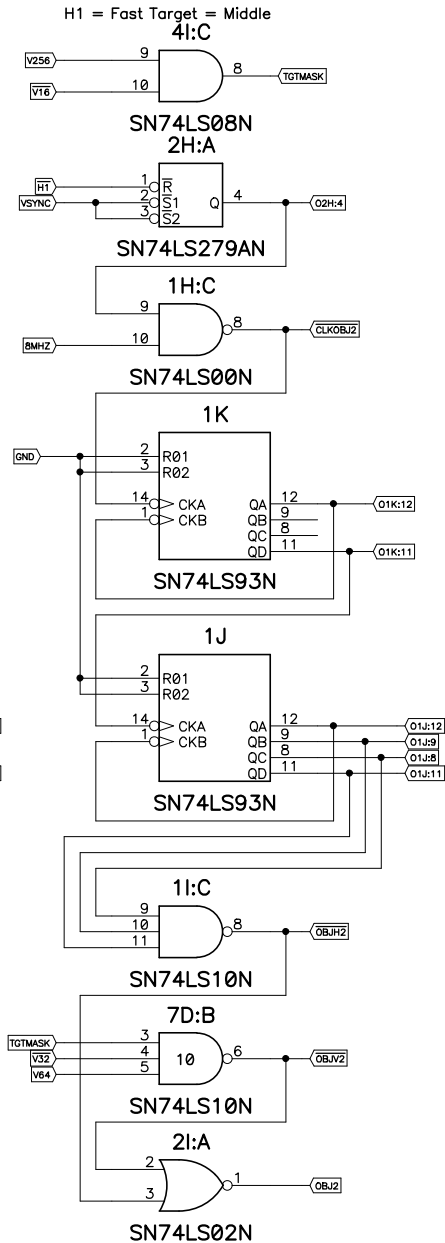 H1 = Fast Target = Middle
4I:C
V256 9
8 TGTMASK
V16 10
SN74LS08N
2H:A
H1 1 R
VSYNC 2 S1 Q 4 O2H:4
3 S2
SN74LS279AN
1H:C
9
8 CLKOBJ2
8MHZ 10
SN74LS00N
1K
GND 2 R01
3 R02
14 CKA QA 12 O1K:12
1 CKB QB 9
QC 8
QD 11 O1K:11
SN74LS93N
1J
2 R01
3 R02
14 CKA QA 12 O1J:12
1 CKB QB 9 O1J:9
QC 8 O1J:8
QD 11 O1J:11
SN74LS93N
1I:C
9
10 8 OBJH2
11
SN74LS10N
7D:B
TGTMASK 3
V32 4 10 6 OBJV2
V64 5
SN74LS10N
2I:A
2
1 OBJ2
3
SN74LS02N